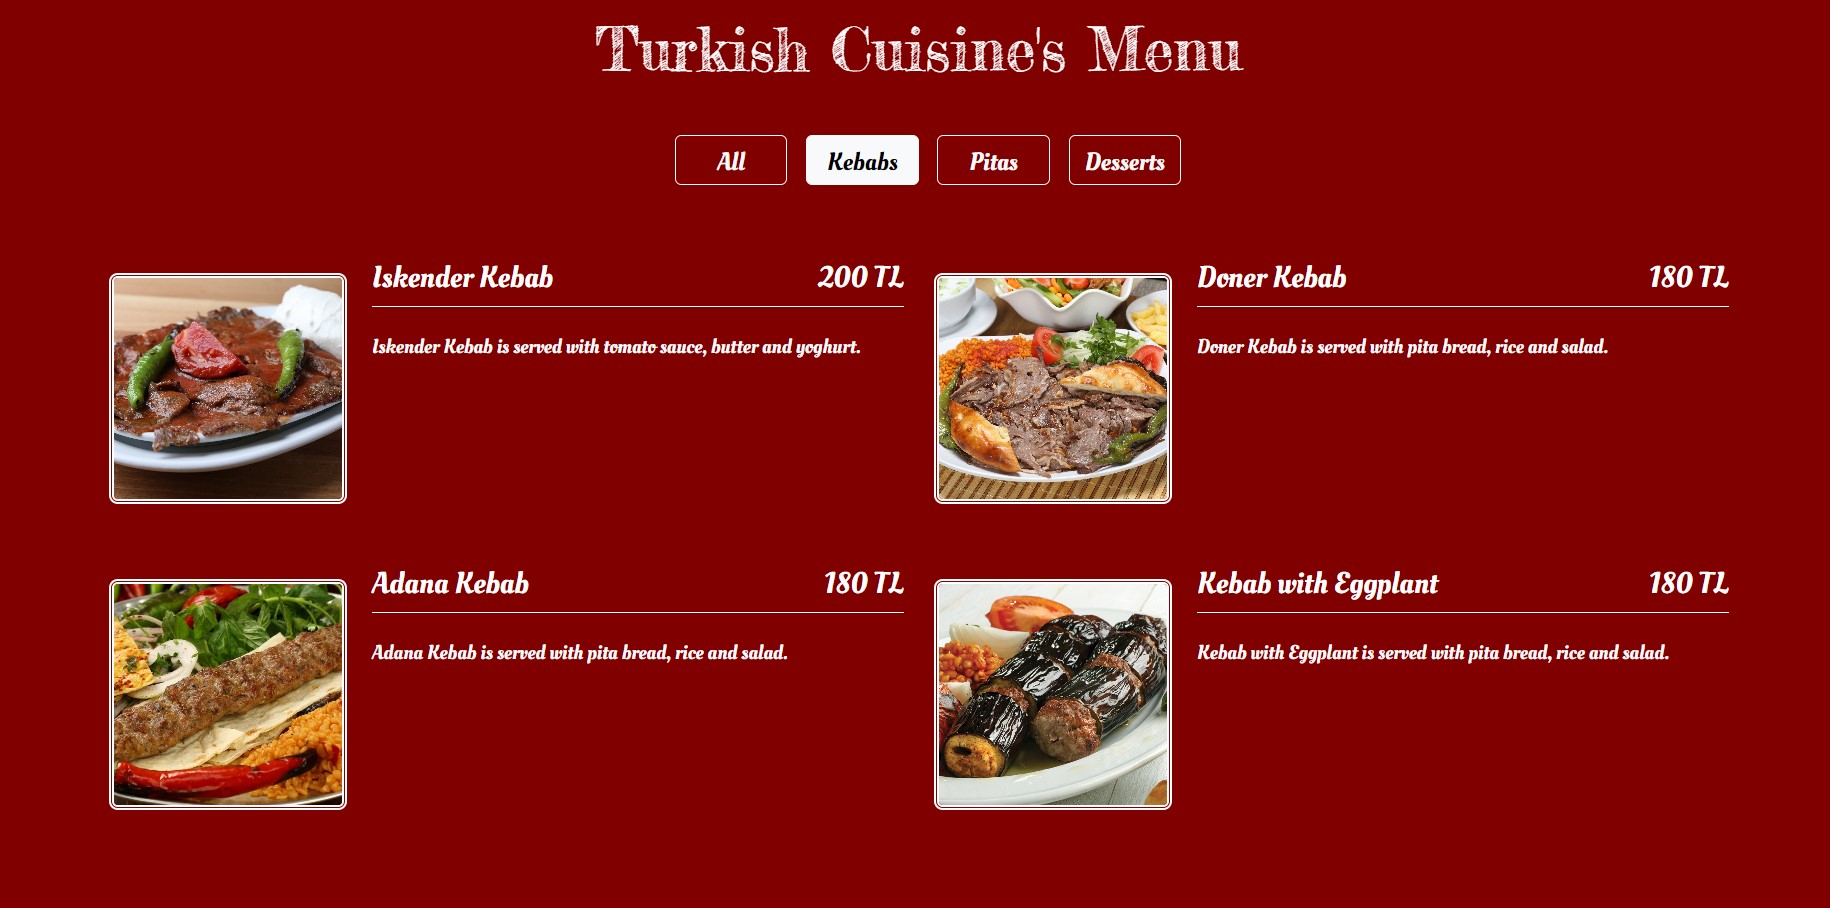 Turkish Cuisine's Menu
All
Kebabs
Pitas
Desserts
Iskender Kebab 200 TL
Iskender Kebab is served with tomato sauce, butter and yoghurt.
Doner Kebab 180 TL
Doner Kebab is served with pita bread, rice and salad.
Adana Kebab 180 TL
Adana Kebab is served with pita bread, rice and salad.
Kebab with Eggplant 180 TL
Kebab with Eggplant is served with pita bread, rice and salad.